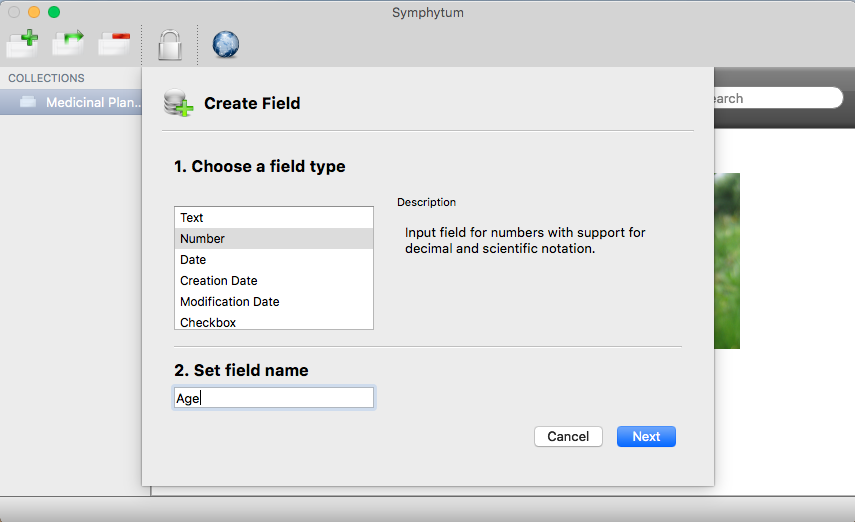 Symphytum
COLLECTIONS
Medicinal Plan...
earch
Create Field
1. Choose a field type
Text
Number
Date
Creation Date
Modification Date
Checkbox
Description
Input field for numbers with support for
decimal and scientific notation.
2. Set field name
Age
Cancel
Next